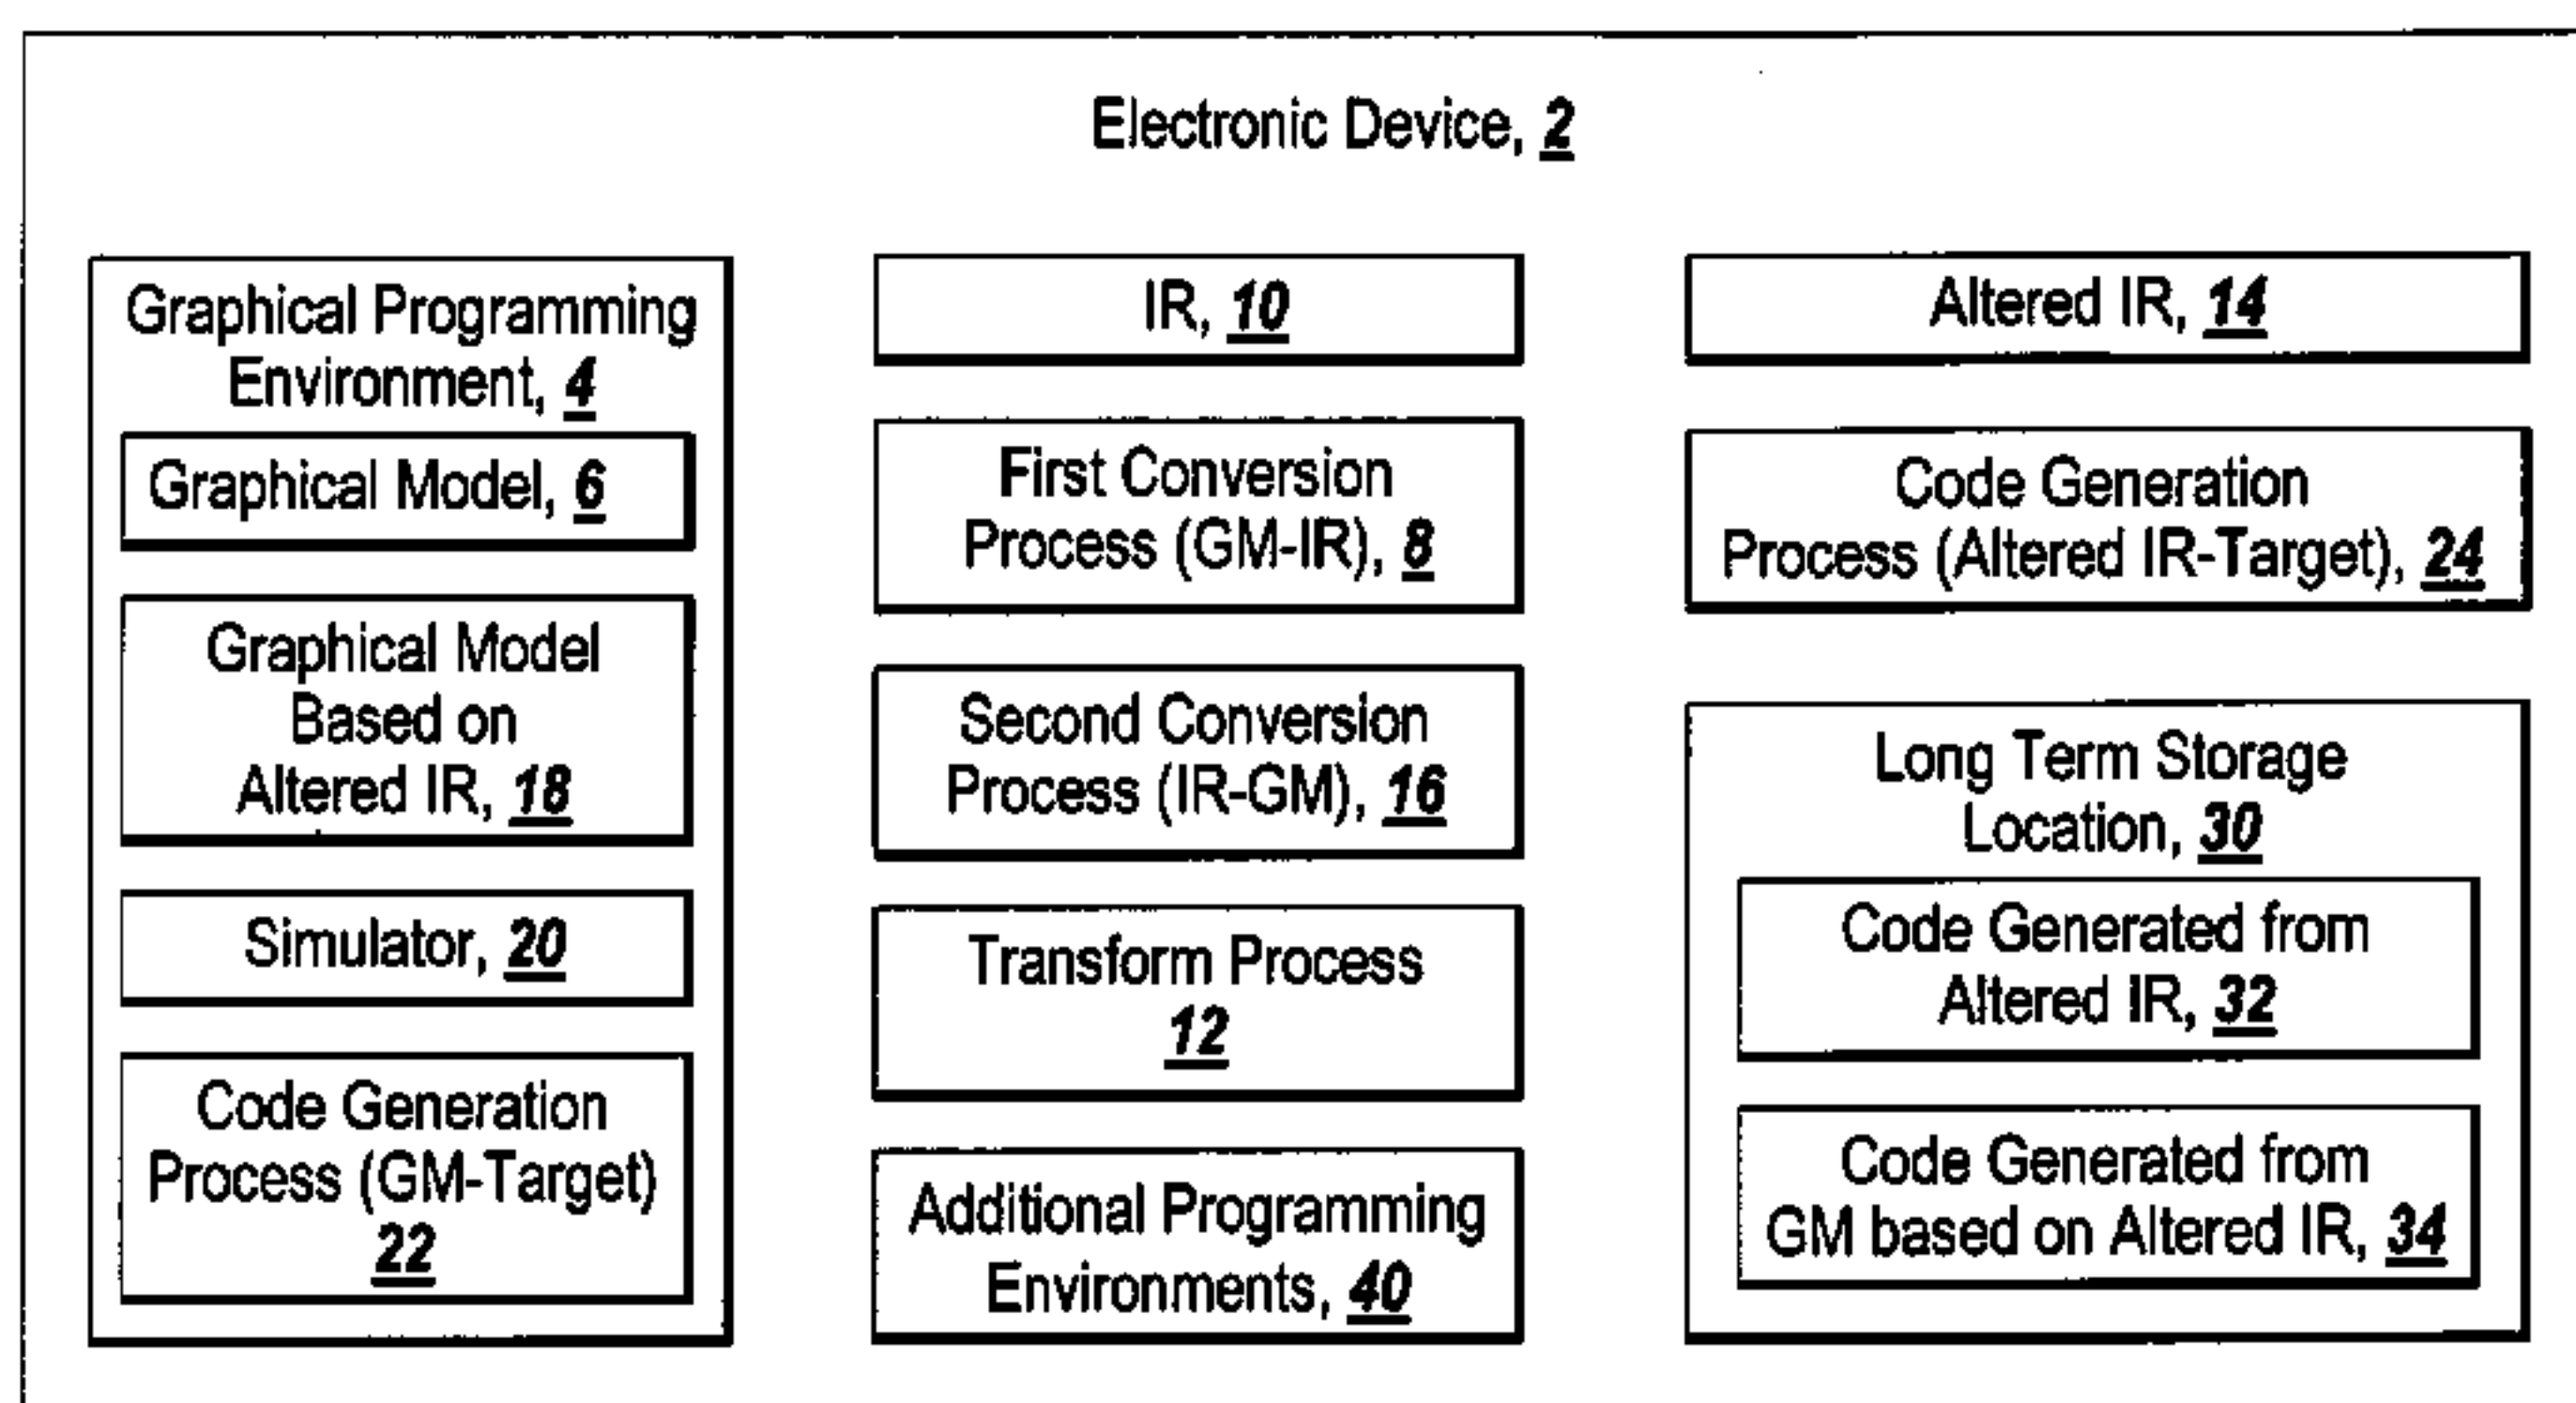 Electronic Device, 2
Graphical Programming
Environment, 4
Graphical Model, 6
Graphical Model
Based on
Altered IR, 18
Simulator, 20
Code Generation
Process (GM-Target)
22
IR, 10
First Conversion
Process (GM-IR), 8
Second Conversion
Process (IR-GM), 16
Transform Process
12
Additional Programming
Environments, 40
Altered IR, 14
Code Generation
Process (Altered IR-Target), 24
Long Term Storage
Location, 30
Code Generated from
Altered IR, 32
Code Generated from
GM based on Altered IR, 34